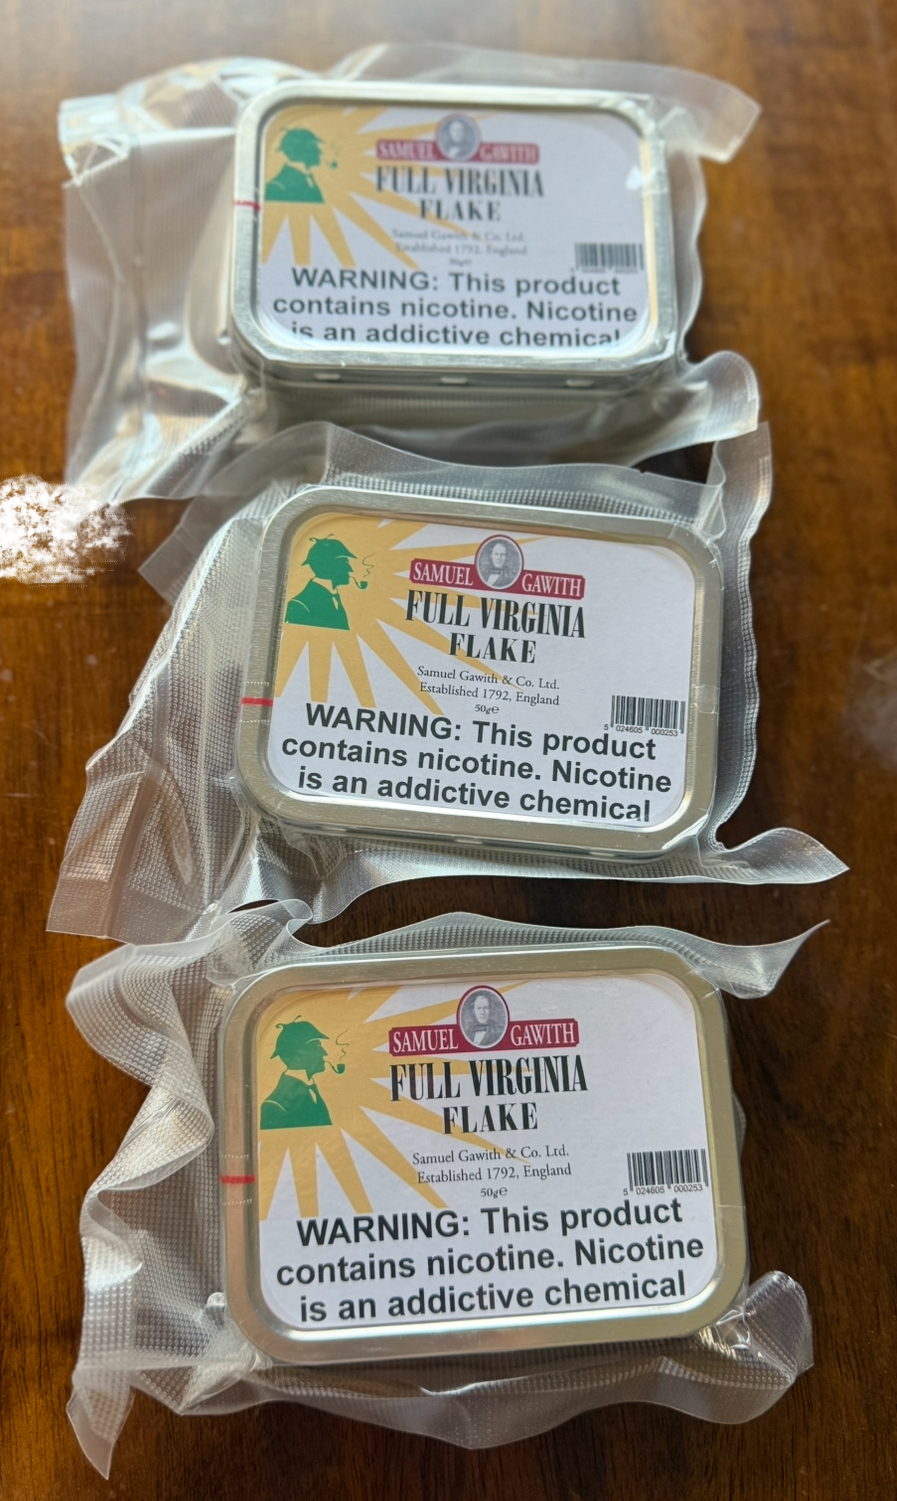 SAMUEL GAWITH
FULL VIRGINIA
FLAKE
Samuel Gawith & Co. Ltd.
Established 1792, England
50g℮
WARNING: This product
contains nicotine. Nicotine
is an addictive chemical
SAMUEL GAWITH
FULL VIRGINIA
FLAKE
Samuel Gawith & Co. Ltd.
Established 1792, England
50g℮
5 024605 000253
WARNING: This product
contains nicotine. Nicotine
is an addictive chemical
SAMUEL GAWITH
FULL VIRGINIA
FLAKE
Samuel Gawith & Co. Ltd.
Established 1792, England
50g℮
5 024605 000253
WARNING: This product
contains nicotine. Nicotine
is an addictive chemical